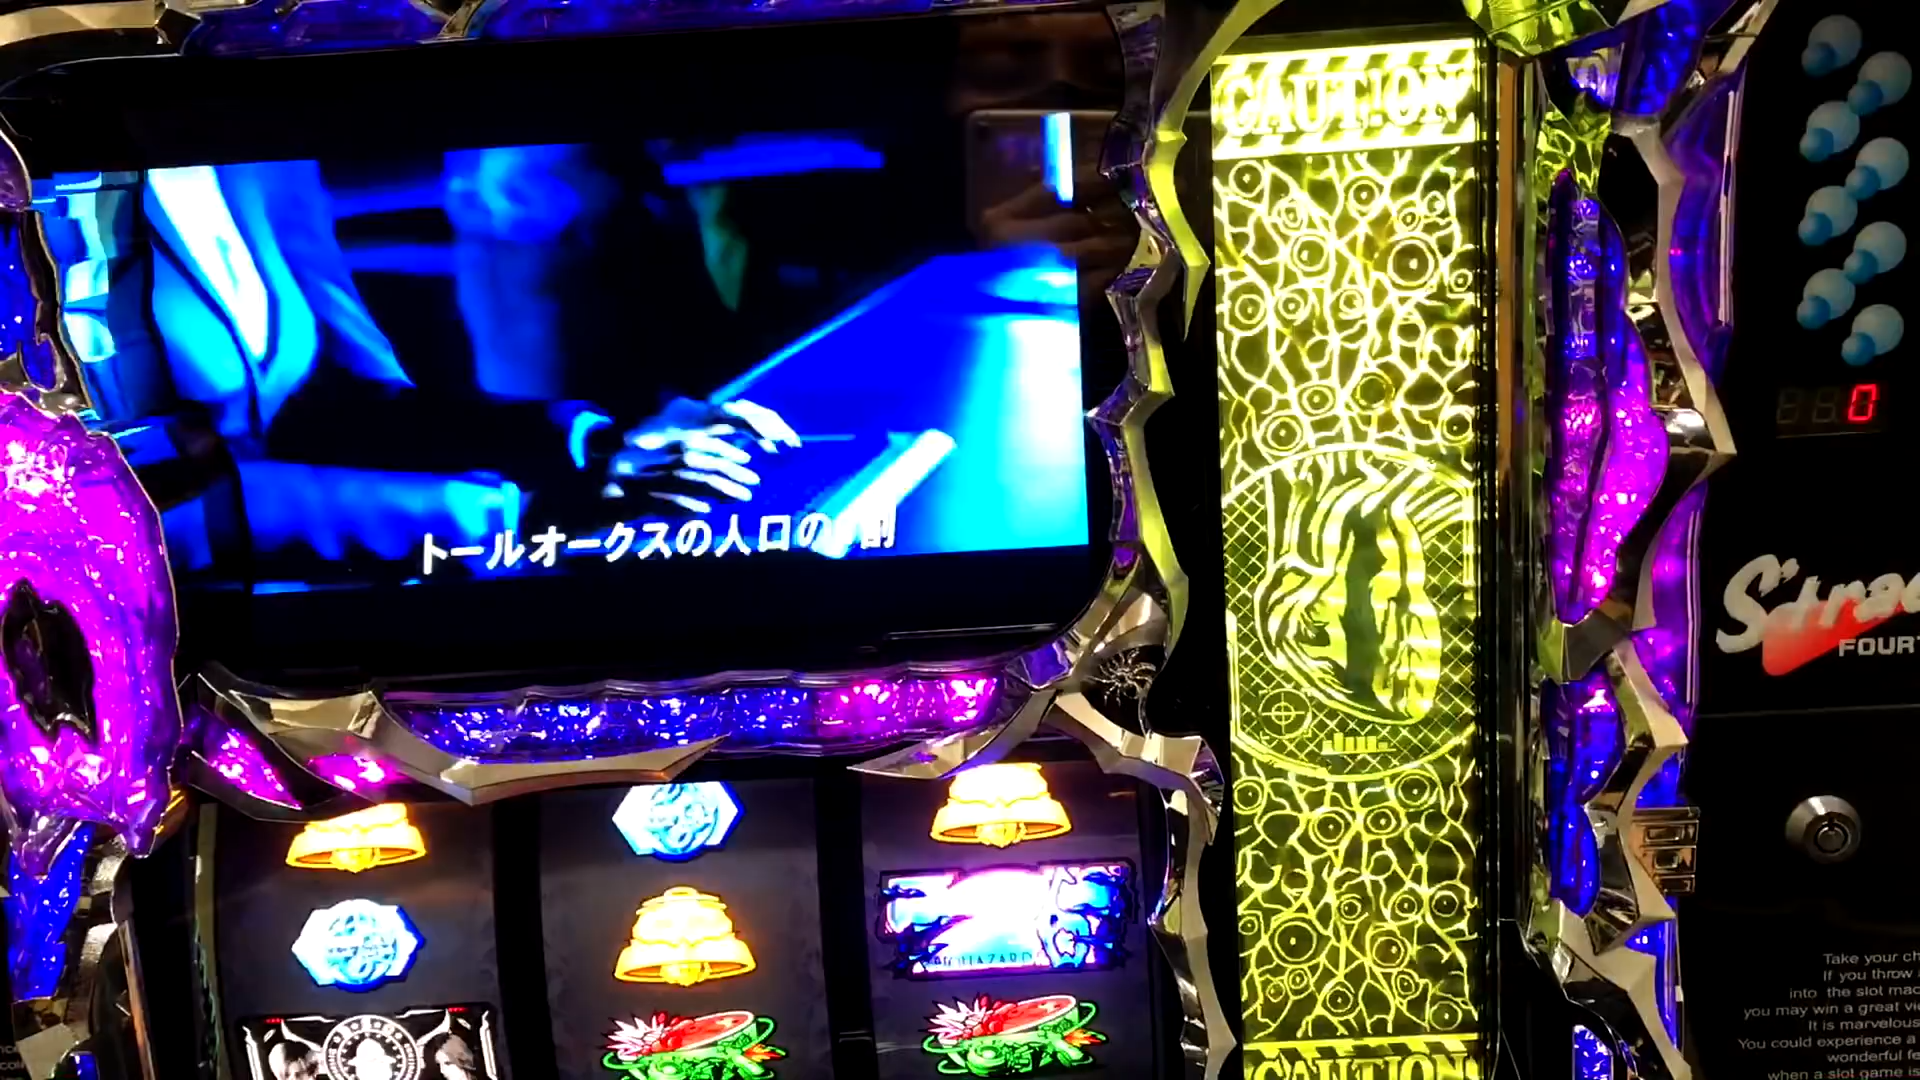 CAUTION
トールオークスの人口の
0
FOUR
BIOHAZARD
Take your ch
If you throw
into the slot mac
you may win a great vi
It is marvelous
You could experience a
wonderful fe
when a slot game is
CAUTION